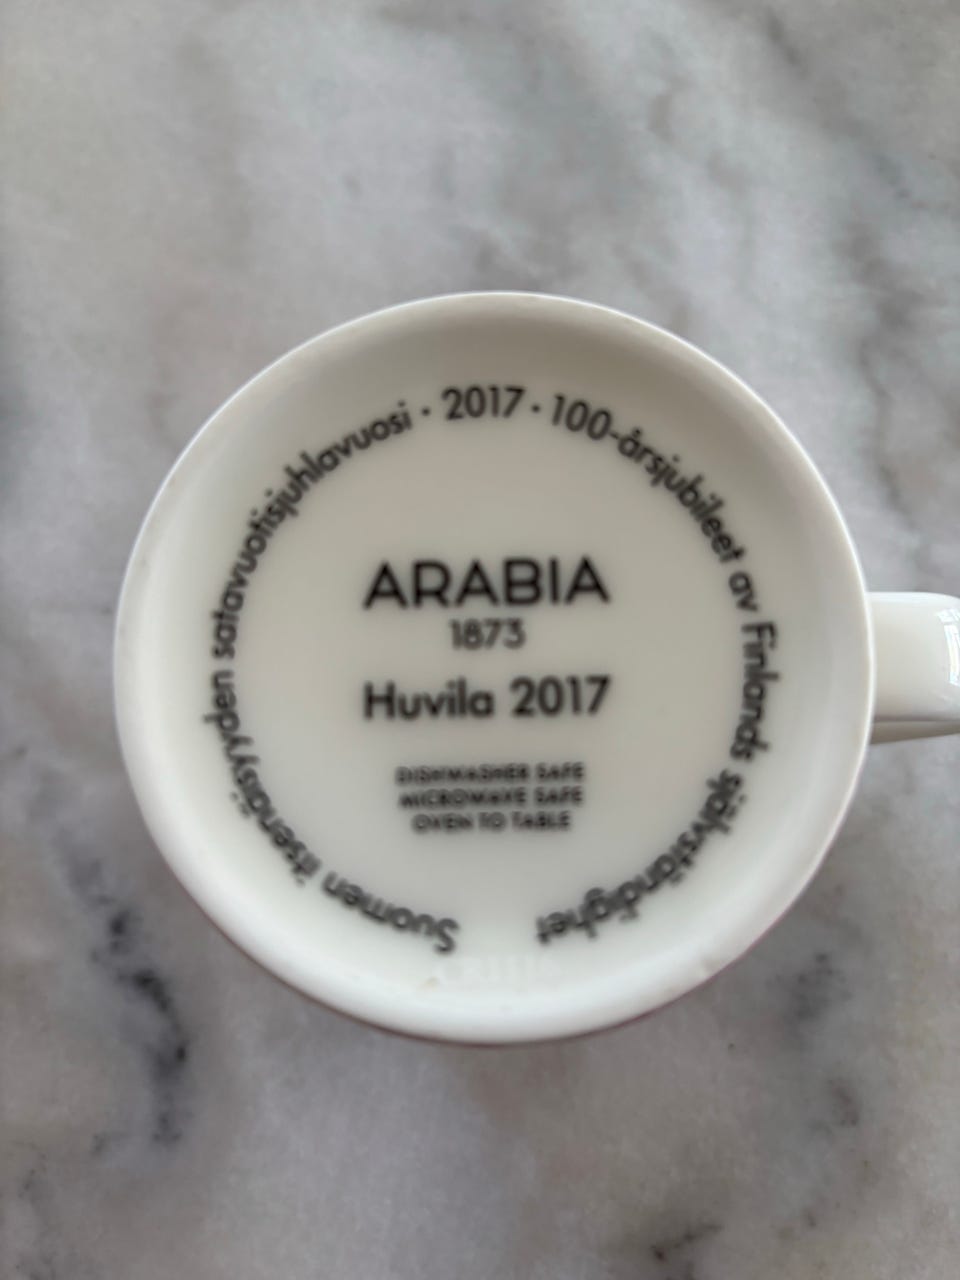 Suomen itsenäisyyden satavuotisjuhlavuosi · 2017 · 100-årsjubileet av Finlands självständighet
ARABIA
1873
Huvila 2017
DISHWASHER SAFE
MICROWAVE SAFE
OVEN TO TABLE